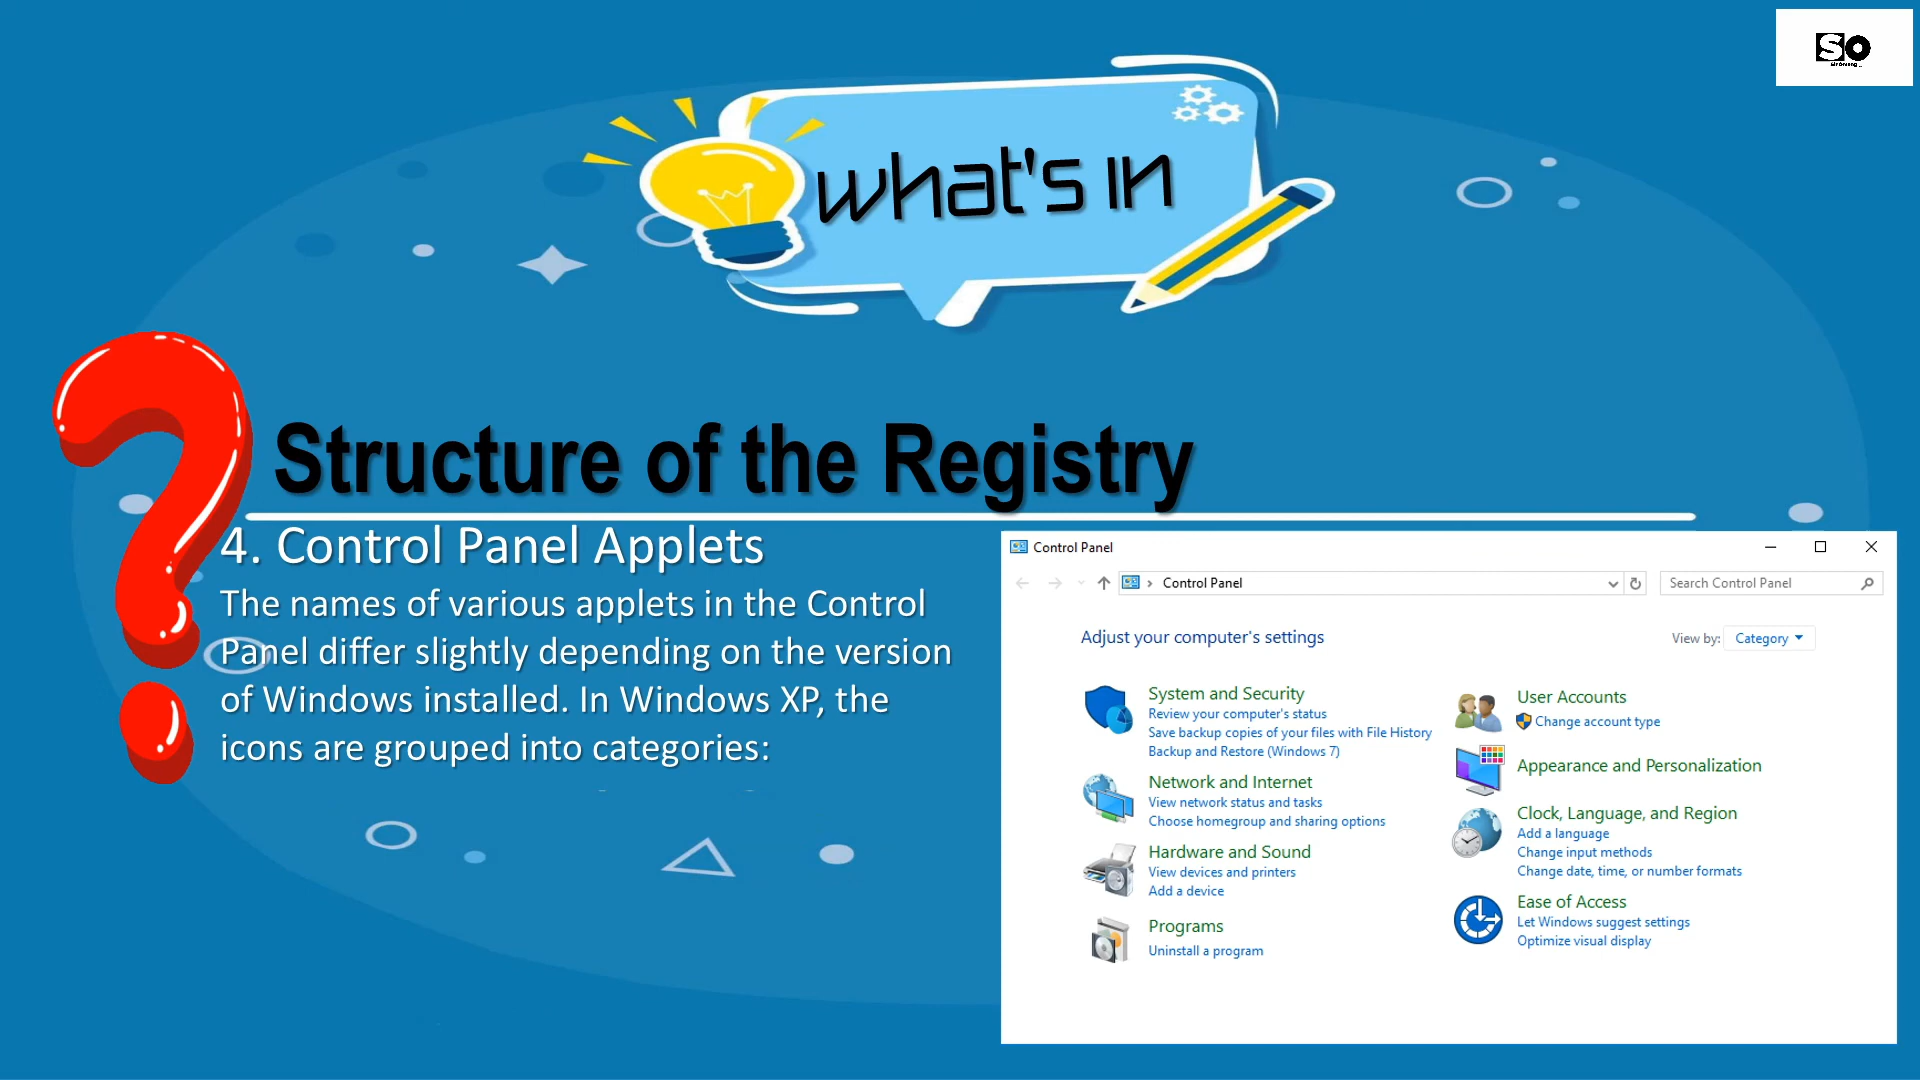 SO
what's in
Structure of the Registry
4. Control Panel Applets
The names of various applets in the Control
Panel differ slightly depending on the version
of Windows installed. In Windows XP, the
icons are grouped into categories:
Control Panel
Control Panel
Search Control Panel
Adjust your computer's settings
View by: Category
System and Security
Review your computer's status
Save backup copies of your files with File History
Backup and Restore (Windows 7)
Network and Internet
View network status and tasks
Choose homegroup and sharing options
Hardware and Sound
View devices and printers
Add a device
Programs
Uninstall a program
User Accounts
Change account type
Appearance and Personalization
Clock, Language, and Region
Add a language
Change input methods
Change date, time, or number formats
Ease of Access
Let Windows suggest settings
Optimize visual display